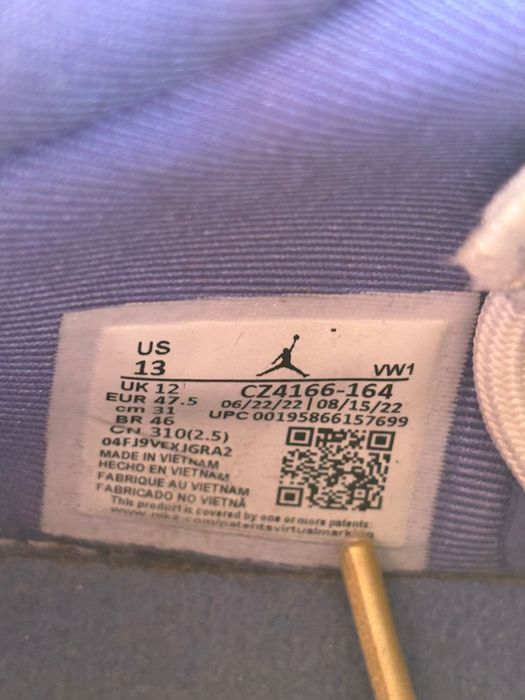 US
13
VW1
UK 12
CZ4166-164
EUR 47.5
06/22/22 08/15/22
cm 31
UPC 00195866157699
BR 46
CN 310(2.5)
04FJ9VEXJGRA2
MADE IN VIETNAM
HECHO EN VIETNAM
FABRIQUE AU VIETNAM
FABRICADO NO VIETNÃ
This product is covered by one or more patents:
www.nike.com/patentsvirtualmarking